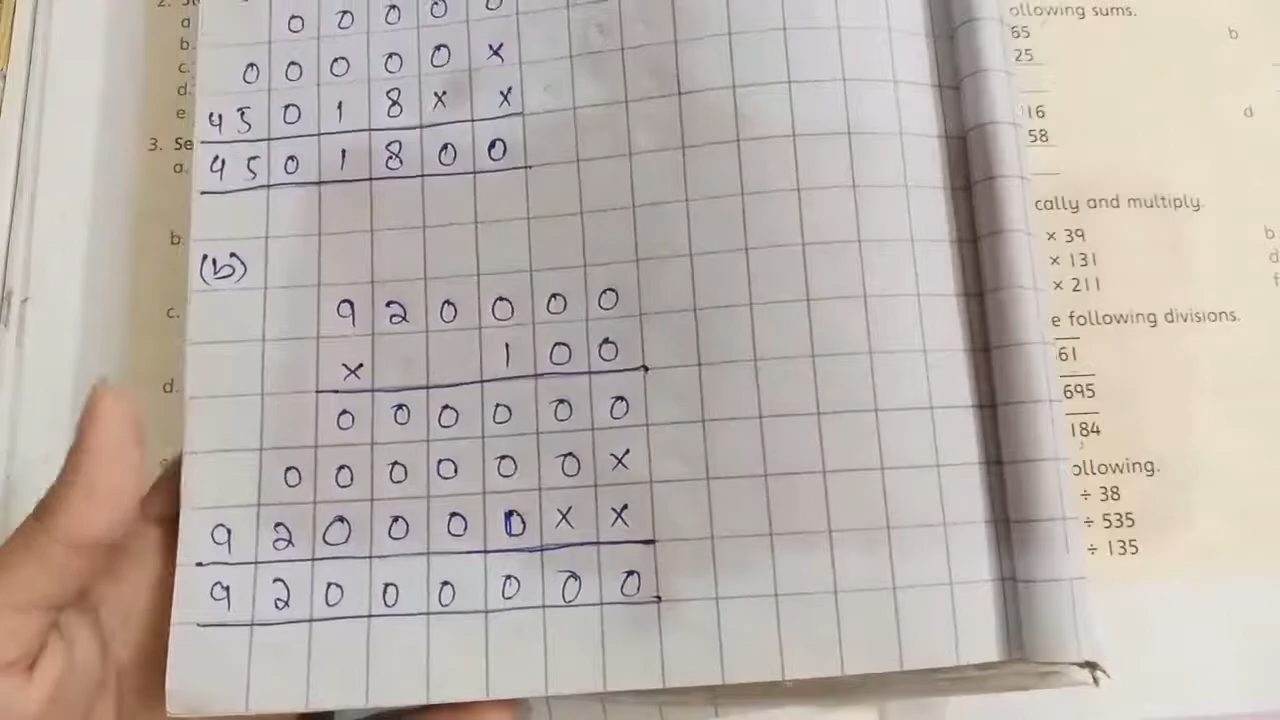 2.
a
b.
c.
d.
e
3. Se
a.
b.
c.
d.
0 0 0 0 0
0 0 0 0 0 x
4 5 0 1 8 x x
4 5 0 1 8 0 0
(b)
9 2 0 0 0 0
x 1 0 0
0 0 0 0 0 0
0 0 0 0 0 0 x
9 2 0 0 0 0 x x
9 2 0 0 0 0 0 0
ollowing sums.
65 b
25
16 d
58
cally and multiply.
x 39 b.
x 131 d
x 211 f
e following divisions.
61
695
184
ollowing.
÷ 38
÷ 535
÷ 135